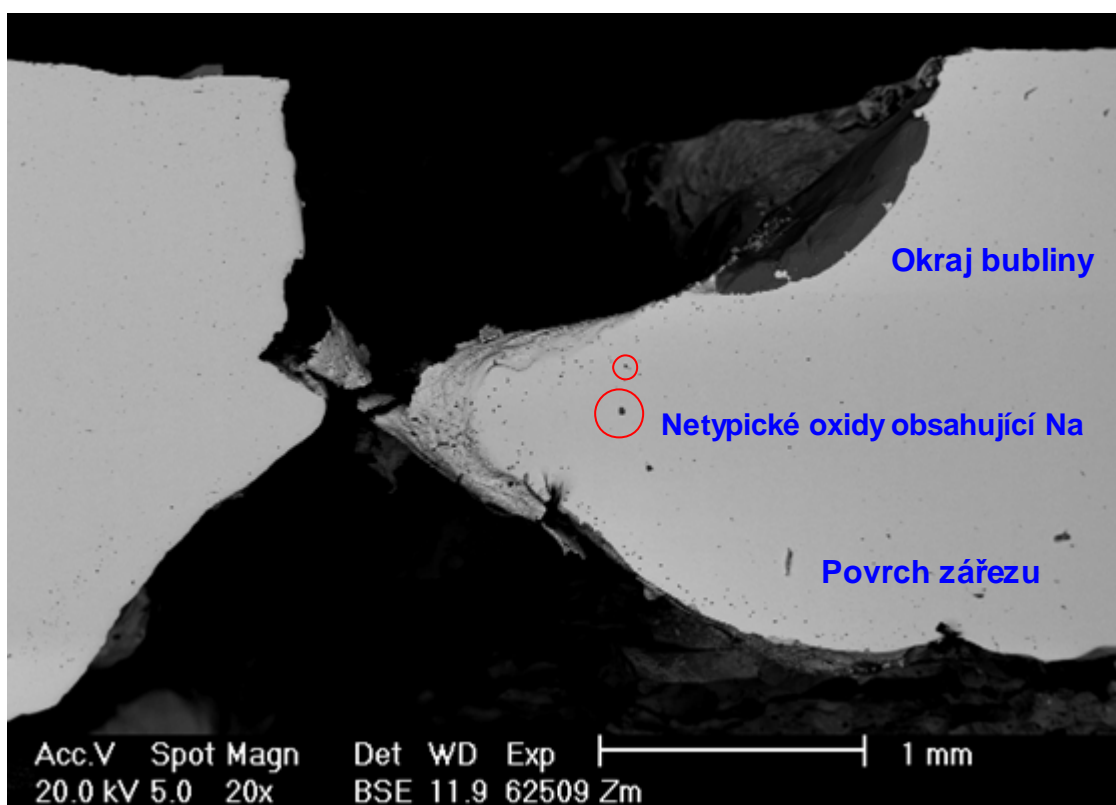 Okraj bubliny
Netypické oxidy obsahující Na
Povrch zářezu
Acc.V Spot Magn Det WD Exp
20.0 kV 5.0 20x BSE 11.9 62509 Zm
1 mm